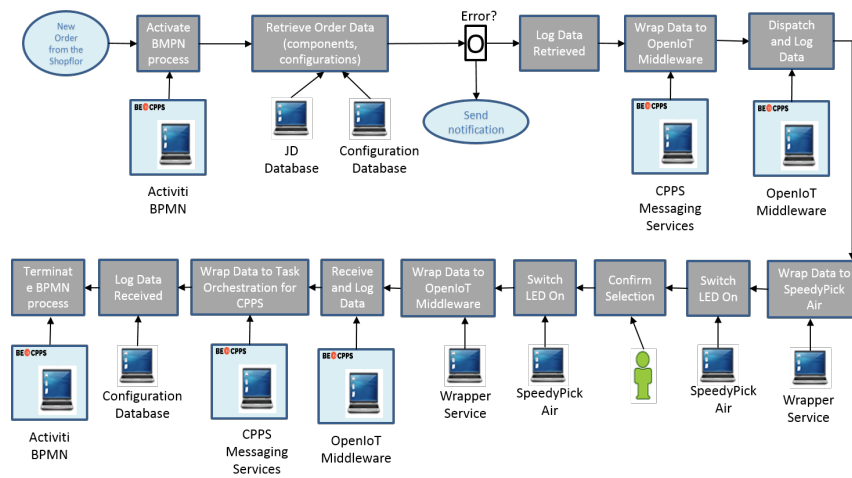 New
Order
from the
Shopflor
Activate
BMPN
process
Retrieve Order Data
(components,
configurations)
Error?
O
Log Data
Retrieved
Wrap Data to
OpenIoT
Middleware
Dispatch
and Log
Data
Send
notification
BE CPPS
Activiti
BPMN
JD
Database
Configuration
Database
BE CPPS
CPPS
Messaging
Services
BE CPPS
OpenIoT
Middleware
Terminat
e BPMN
process
Log Data
Received
Wrap Data to Task
Orchestration for
CPPS
Receive
and Log
Data
Wrap Data to
OpenIoT
Middleware
Switch
LED On
Confirm
Selection
Switch
LED On
Wrap Data to
SpeedyPick
Air
BE CPPS
Activiti
BPMN
Configuration
Database
BE CPPS
CPPS
Messaging
Services
BE CPPS
OpenIoT
Middleware
Wrapper
Service
SpeedyPick
Air
SpeedyPick
Air
Wrapper
Service